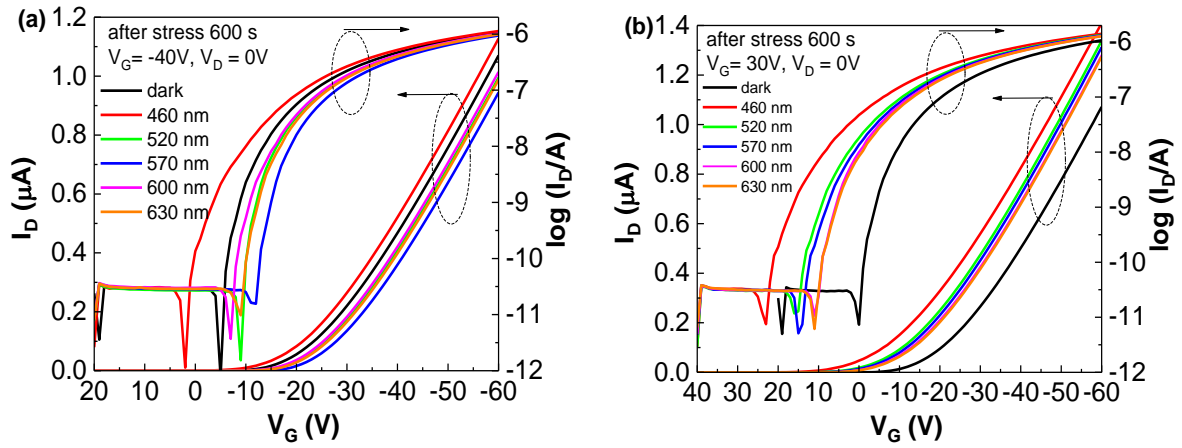 (a)
after stress 600 s
V_G= -40V, V_D = 0V
dark
460 nm
520 nm
570 nm
600 nm
630 nm
I_D (μA)
1.2
1.0
0.8
0.6
0.4
0.2
0.0
log (I_D/A)
-6
-7
-8
-9
-10
-11
-12
20 10 0 -10 -20 -30 -40 -50 -60
V_G (V)
(b)
after stress 600 s
V_G= 30V, V_D = 0V
dark
460 nm
520 nm
570 nm
600 nm
630 nm
I_D (μA)
1.4
1.2
1.0
0.8
0.6
0.4
0.2
0.0
log (I_D/A)
-6
-7
-8
-9
-10
-11
-12
40 30 20 10 0 -10 -20 -30 -40 -50 -60
V_G (V)